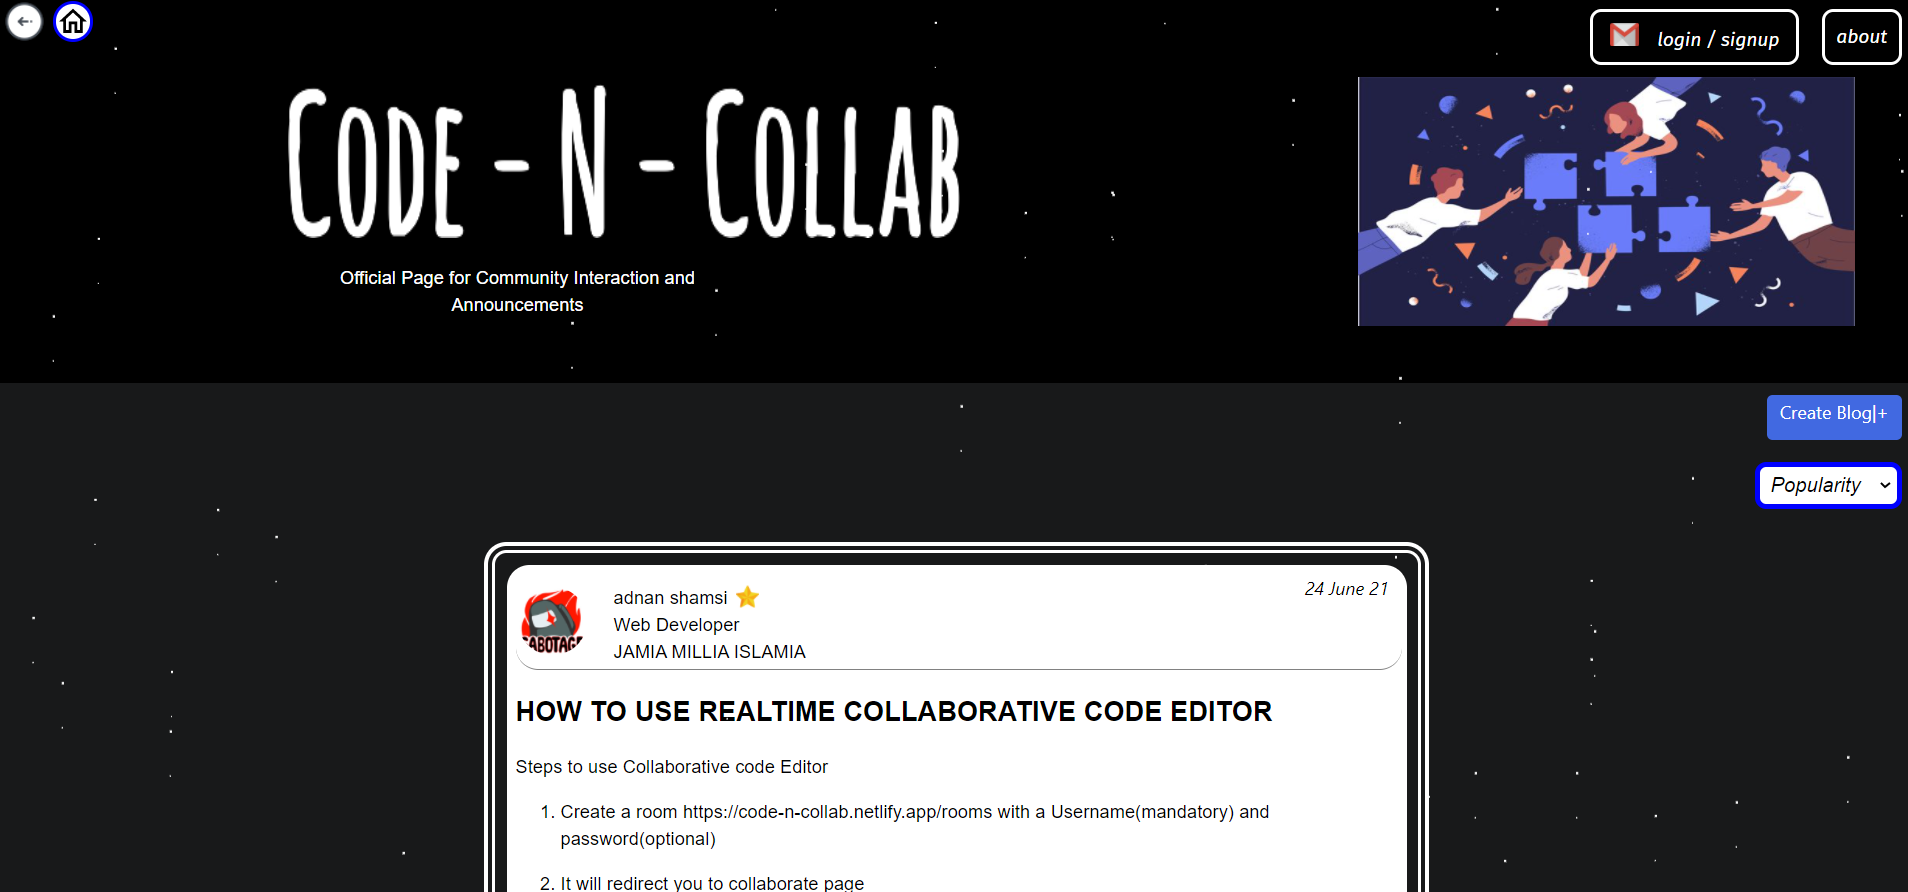 login / signup
about
CODE - N - COLLAB
Official Page for Community Interaction and
Announcements
Create Blog|+
Popularity
24 June 21
adnan shamsi
Web Developer
JAMIA MILLIA ISLAMIA
SABOTAGE
HOW TO USE REALTIME COLLABORATIVE CODE EDITOR
Steps to use Collaborative code Editor
1. Create a room https://code-n-collab.netlify.app/rooms with a Username(mandatory) and
password(optional)
2. It will redirect you to collaborate page